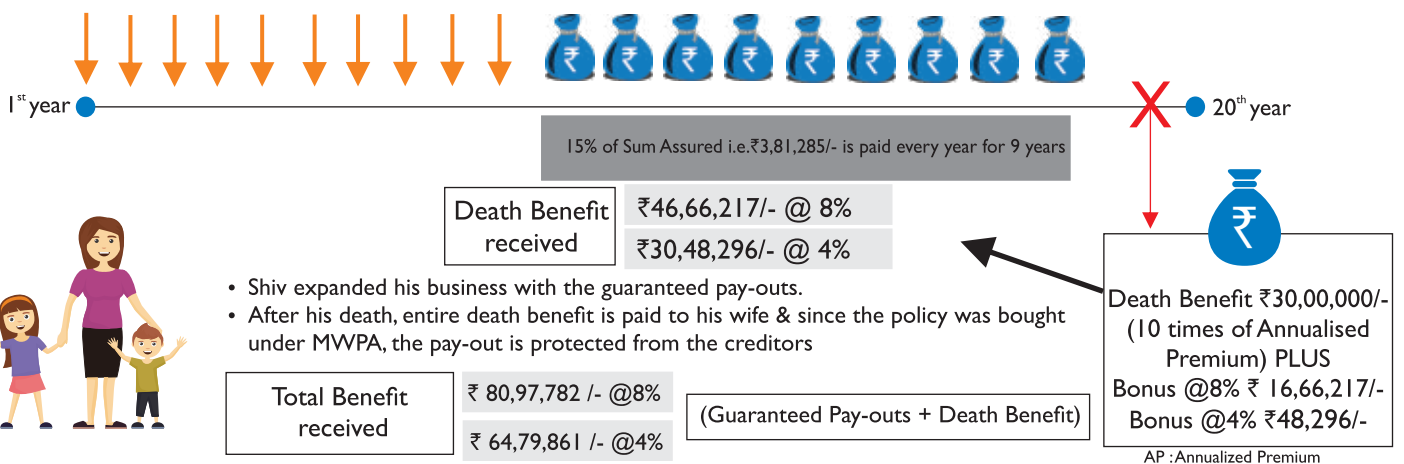 1st year
20th year
15% of Sum Assured i.e.₹3,81,285/- is paid every year for 9 years
Death Benefit
received
₹46,66,217/- @ 8%
₹30,48,296/- @ 4%
• Shiv expanded his business with the guaranteed pay-outs.
• After his death, entire death benefit is paid to his wife & since the policy was bought
under MWPA, the pay-out is protected from the creditors
Total Benefit
received
₹ 80,97,782 /- @8%
₹ 64,79,861 /- @4%
(Guaranteed Pay-outs + Death Benefit)
₹
Death Benefit ₹30,00,000/-
(10 times of Annualised
Premium) PLUS
Bonus @8% ₹ 16,66,217/-
Bonus @4% ₹48,296/-
AP : Annualized Premium